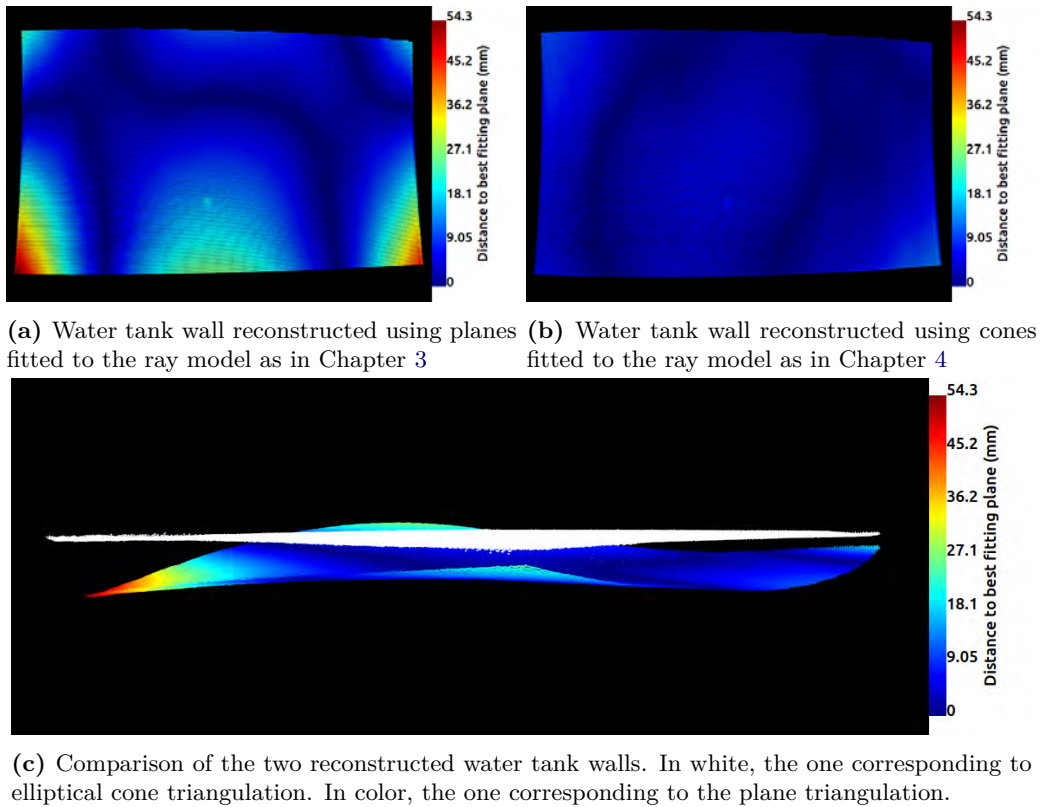 54.3
45.2
36.2
27.1
18.1
9.05
0
Distance to best fitting plane (mm)
54.3
45.2
36.2
27.1
18.1
9.05
0
Distance to best fitting plane (mm)
(a) Water tank wall reconstructed using planes
fitted to the ray model as in Chapter 3
(b) Water tank wall reconstructed using cones
fitted to the ray model as in Chapter 4
54.3
45.2
36.2
27.1
18.1
9.05
0
Distance to best fitting plane (mm)
(c) Comparison of the two reconstructed water tank walls. In white, the one corresponding to
elliptical cone triangulation. In color, the one corresponding to the plane triangulation.